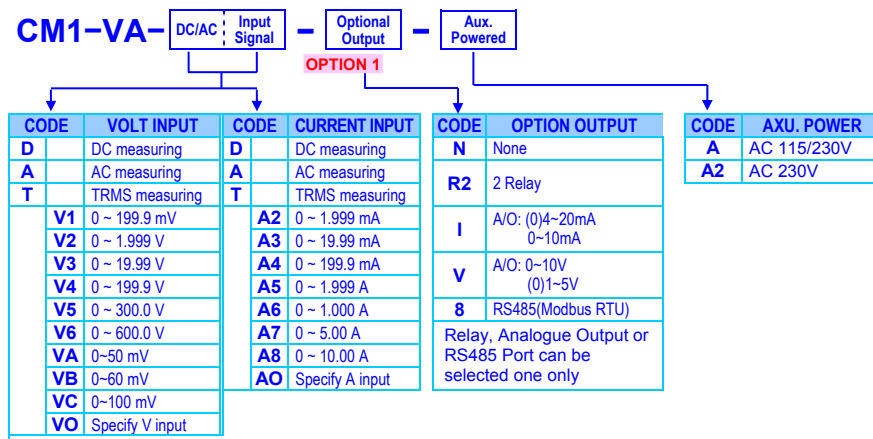 CM1-VA- DC/AC Input Signal - Optional Output - Aux. Powered
OPTION 1
CODE VOLT INPUT
D DC measuring
A AC measuring
T TRMS measuring
V1 0 ~ 199.9 mV
V2 0 ~ 1.999 V
V3 0 ~ 19.99 V
V4 0 ~ 199.9 V
V5 0 ~ 300.0 V
V6 0 ~ 600.0 V
VA 0~50 mV
VB 0~60 mV
VC 0~100 mV
VO Specify V input
CODE CURRENT INPUT
D DC measuring
A AC measuring
T TRMS measuring
A2 0 ~ 1.999 mA
A3 0 ~ 19.99 mA
A4 0 ~ 199.9 mA
A5 0 ~ 1.999 A
A6 0 ~ 1.000 A
A7 0 ~ 5.00 A
A8 0 ~ 10.00 A
AO Specify A input
CODE OPTION OUTPUT
N None
R2 2 Relay
I A/O: (0)4~20mA
0~10mA
V A/O: 0~10V
(0)1~5V
8 RS485(Modbus RTU)
Relay, Analogue Output or
RS485 Port can be
selected one only
CODE AXU. POWER
A AC 115/230V
A2 AC 230V